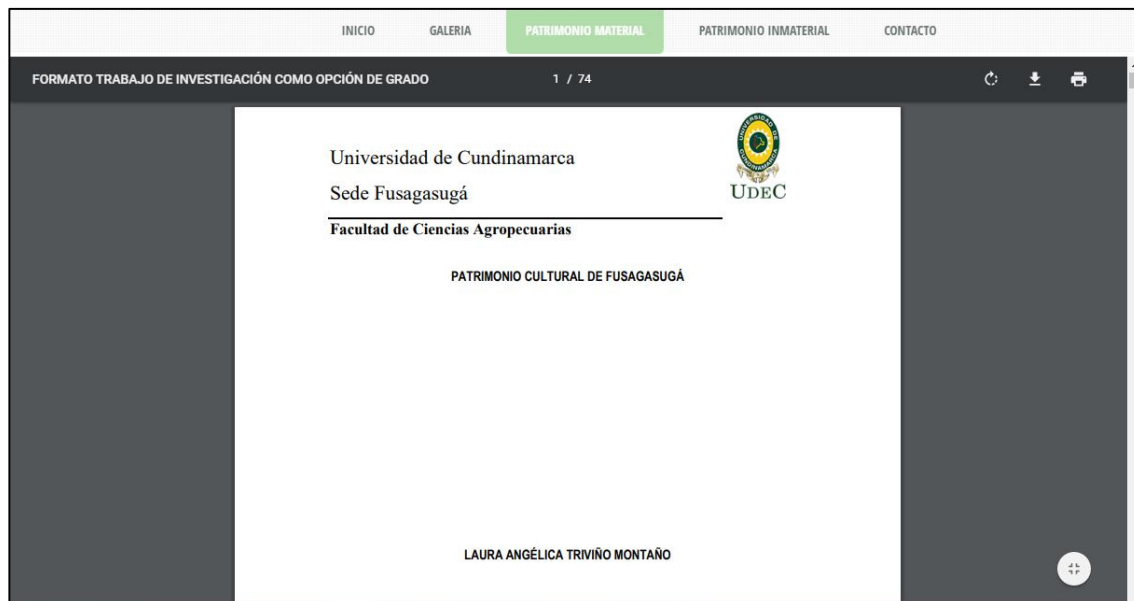 INICIO GALERIA PATRIMONIO MATERIAL PATRIMONIO INMATERIAL CONTACTO
FORMATO TRABAJO DE INVESTIGACIÓN COMO OPCIÓN DE GRADO 1 / 74
Universidad de Cundinamarca
Sede Fusagasugá
UDEC
Facultad de Ciencias Agropecuarias
PATRIMONIO CULTURAL DE FUSAGASUGÁ
LAURA ANGÉLICA TRIVIÑO MONTAÑO